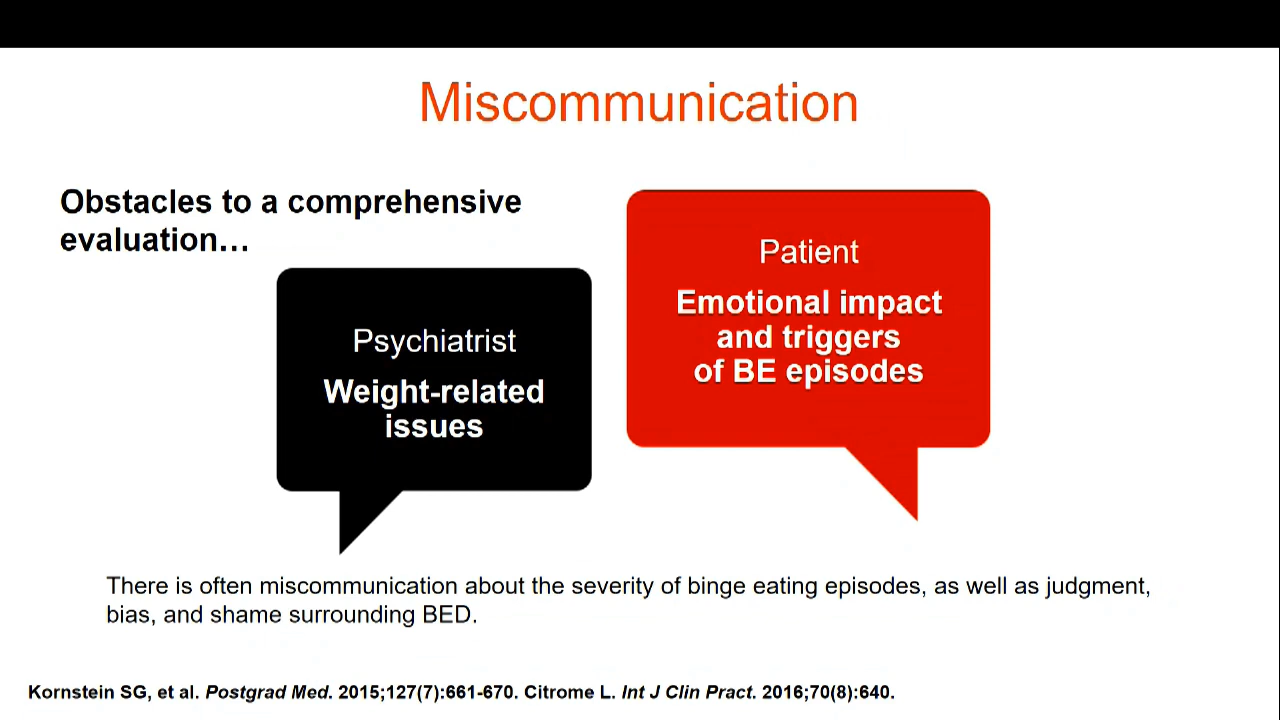 Miscommunication
Obstacles to a comprehensive
evaluation…
Psychiatrist
Weight-related
issues
Patient
Emotional impact
and triggers
of BE episodes
There is often miscommunication about the severity of binge eating episodes, as well as judgment,
bias, and shame surrounding BED.
Kornstein SG, et al. Postgrad Med. 2015;127(7):661-670. Citrome L. Int J Clin Pract. 2016;70(8):640.